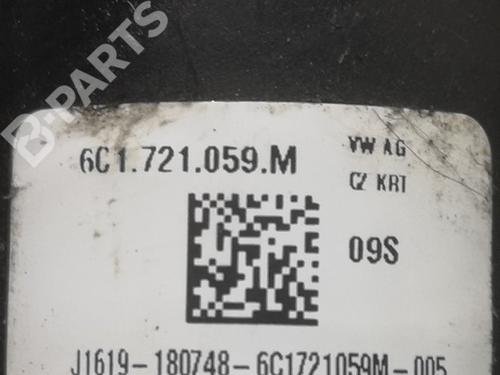 B-PARTS
6C1.721.059.M
VW AG
CZ KRT
09S
J1619-180748-6C1721059M-005